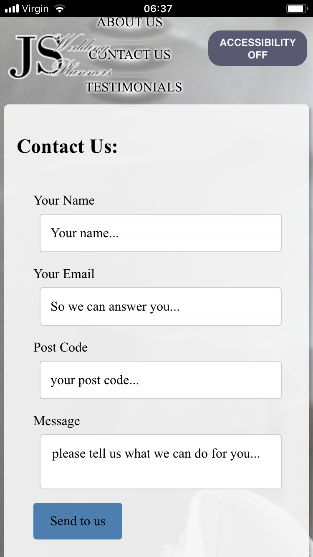 Virgin 06:37
ABOUT US
JS Wedding Planners
CONTACT US
ACCESSIBILITY
OFF
TESTIMONIALS
Contact Us:
Your Name
Your name...
Your Email
So we can answer you...
Post Code
your post code...
Message
please tell us what we can do for you...
Send to us